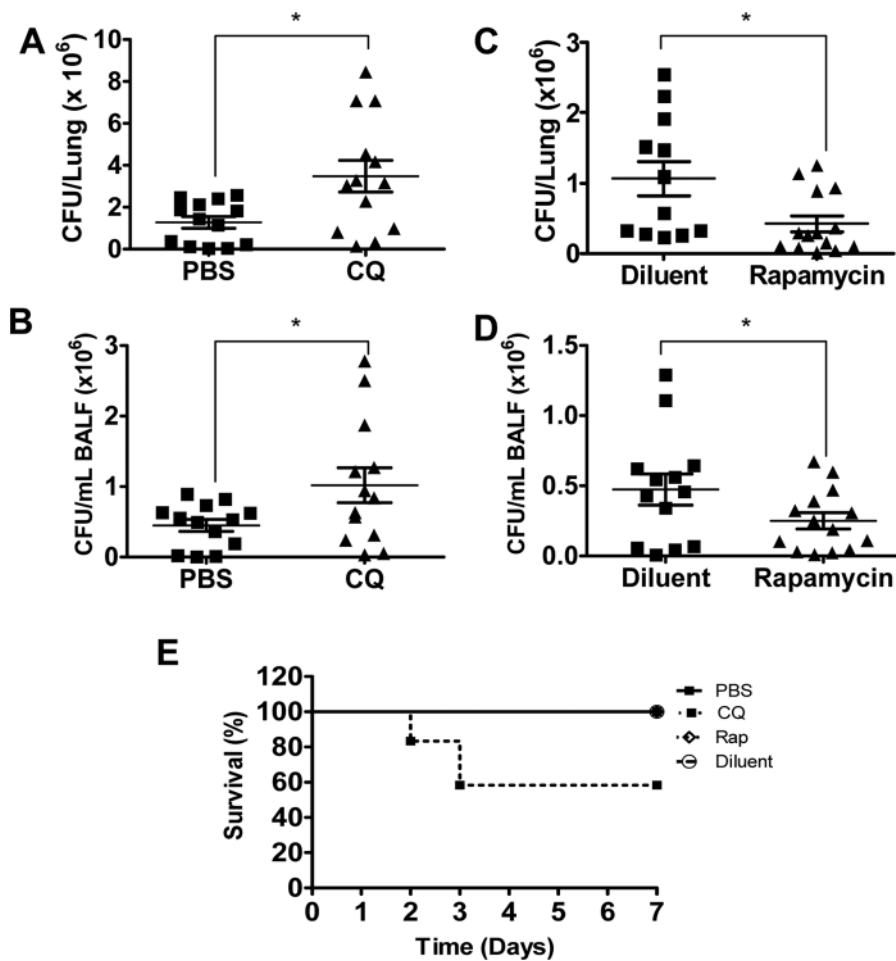 A
CFU/Lung (x 10⁶)
10
8
6
4
2
0
*
PBS
CQ
C
CFU/Lung (x10⁶)
3
2
1
0
*
Diluent
Rapamycin
B
CFU/mL BALF (x10⁶)
3
2
1
0
*
PBS
CQ
D
CFU/mL BALF (x10⁶)
1.5
1.0
0.5
0.0
*
Diluent
Rapamycin
E
Survival (%)
120
100
80
60
40
20
0
0 1 2 3 4 5 6 7
Time (Days)
PBS
CQ
Rap
Diluent